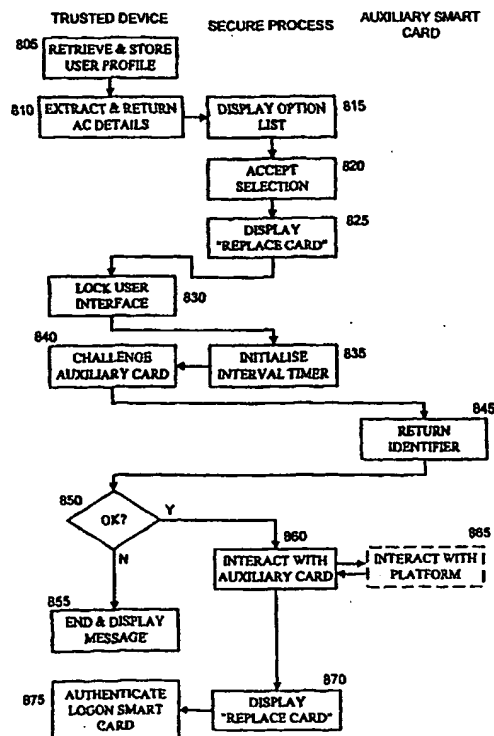 TRUSTED DEVICE
SECURE PROCESS
AUXILIARY SMART
CARD
805
RETRIEVE & STORE
USER PROFILE
810
EXTRACT & RETURN
AC DETAILS
DISPLAY OPTION
LIST
815
ACCEPT
SELECTION
820
DISPLAY
"REPLACE CARD"
825
LOCK USER
INTERFACE
830
840
CHALLENGE
AUXILIARY CARD
INITIALISE
INTERVAL TIMER
835
845
RETURN
IDENTIFIER
850
OK?
Y
N
860
INTERACT WITH
AUXILIARY CARD
865
INTERACT WITH
PLATFORM
855
END & DISPLAY
MESSAGE
875
AUTHENTICATE
LOGON SMART
CARD
870
DISPLAY
"REPLACE CARD"